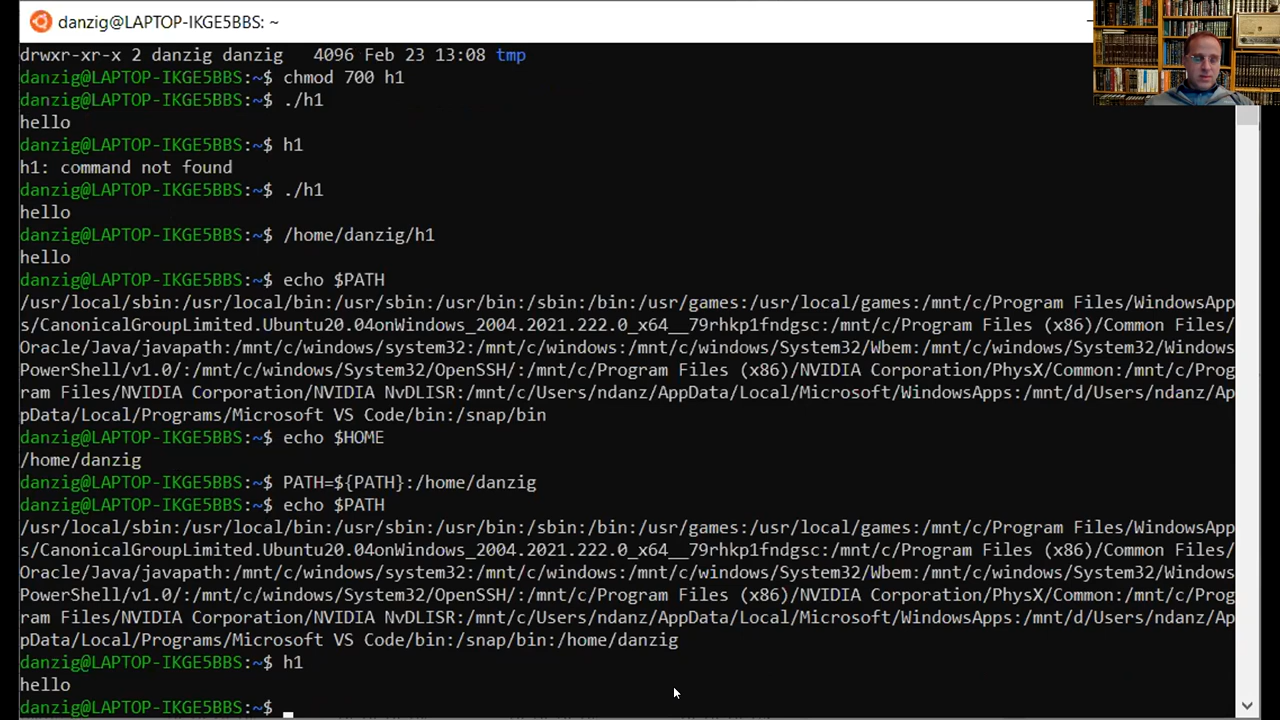 danzig@LAPTOP-IKGE5BBS: ~
drwxr-xr-x 2 danzig danzig   4096 Feb 23 13:08 tmp
danzig@LAPTOP-IKGE5BBS:~$ chmod 700 h1
danzig@LAPTOP-IKGE5BBS:~$ ./h1
hello
danzig@LAPTOP-IKGE5BBS:~$ h1
h1: command not found
danzig@LAPTOP-IKGE5BBS:~$ ./h1
hello
danzig@LAPTOP-IKGE5BBS:~$ /home/danzig/h1
hello
danzig@LAPTOP-IKGE5BBS:~$ echo $PATH
/usr/local/sbin:/usr/local/bin:/usr/sbin:/usr/bin:/sbin:/bin:/usr/games:/usr/local/games:/mnt/c/Program Files/WindowsApp
s/CanonicalGroupLimited.Ubuntu20.04onWindows_2004.2021.222.0_x64__79rhkp1fndgsc:/mnt/c/Program Files (x86)/Common Files/
Oracle/Java/javapath:/mnt/c/windows/system32:/mnt/c/windows:/mnt/c/windows/System32/Wbem:/mnt/c/windows/System32/Windows
PowerShell/v1.0/:/mnt/c/windows/System32/OpenSSH/:/mnt/c/Program Files (x86)/NVIDIA Corporation/PhysX/Common:/mnt/c/Prog
ram Files/NVIDIA Corporation/NVIDIA NvDLISR:/mnt/c/Users/ndanz/AppData/Local/Microsoft/WindowsApps:/mnt/d/Users/ndanz/Ap
pData/Local/Programs/Microsoft VS Code/bin:/snap/bin
danzig@LAPTOP-IKGE5BBS:~$ echo $HOME
/home/danzig
danzig@LAPTOP-IKGE5BBS:~$ PATH=${PATH}:/home/danzig
danzig@LAPTOP-IKGE5BBS:~$ echo $PATH
/usr/local/sbin:/usr/local/bin:/usr/sbin:/usr/bin:/sbin:/bin:/usr/games:/usr/local/games:/mnt/c/Program Files/WindowsApp
s/CanonicalGroupLimited.Ubuntu20.04onWindows_2004.2021.222.0_x64__79rhkp1fndgsc:/mnt/c/Program Files (x86)/Common Files/
Oracle/Java/javapath:/mnt/c/windows/system32:/mnt/c/windows:/mnt/c/windows/System32/Wbem:/mnt/c/windows/System32/Windows
PowerShell/v1.0/:/mnt/c/windows/System32/OpenSSH/:/mnt/c/Program Files (x86)/NVIDIA Corporation/PhysX/Common:/mnt/c/Prog
ram Files/NVIDIA Corporation/NVIDIA NvDLISR:/mnt/c/Users/ndanz/AppData/Local/Microsoft/WindowsApps:/mnt/d/Users/ndanz/Ap
pData/Local/Programs/Microsoft VS Code/bin:/snap/bin:/home/danzig
danzig@LAPTOP-IKGE5BBS:~$ h1
hello
danzig@LAPTOP-IKGE5BBS:~$